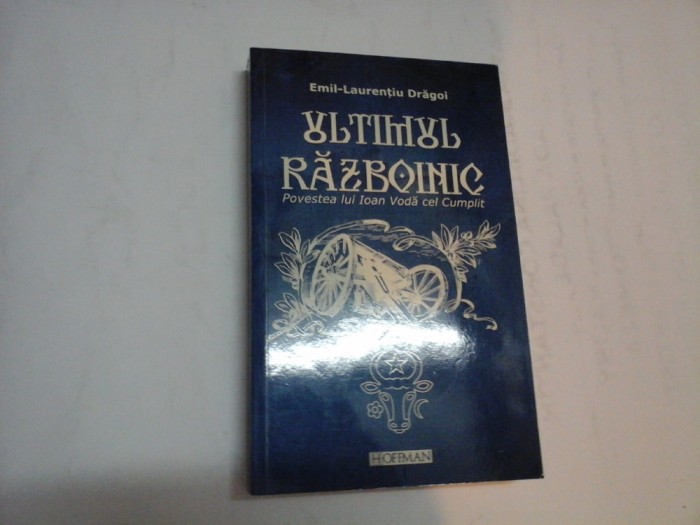 Emil-Laurențiu Drăgoi
ULTIMUL
RĂZBOINIC
Povestea lui Ioan Vodă cel Cumplit
HOFFMAN